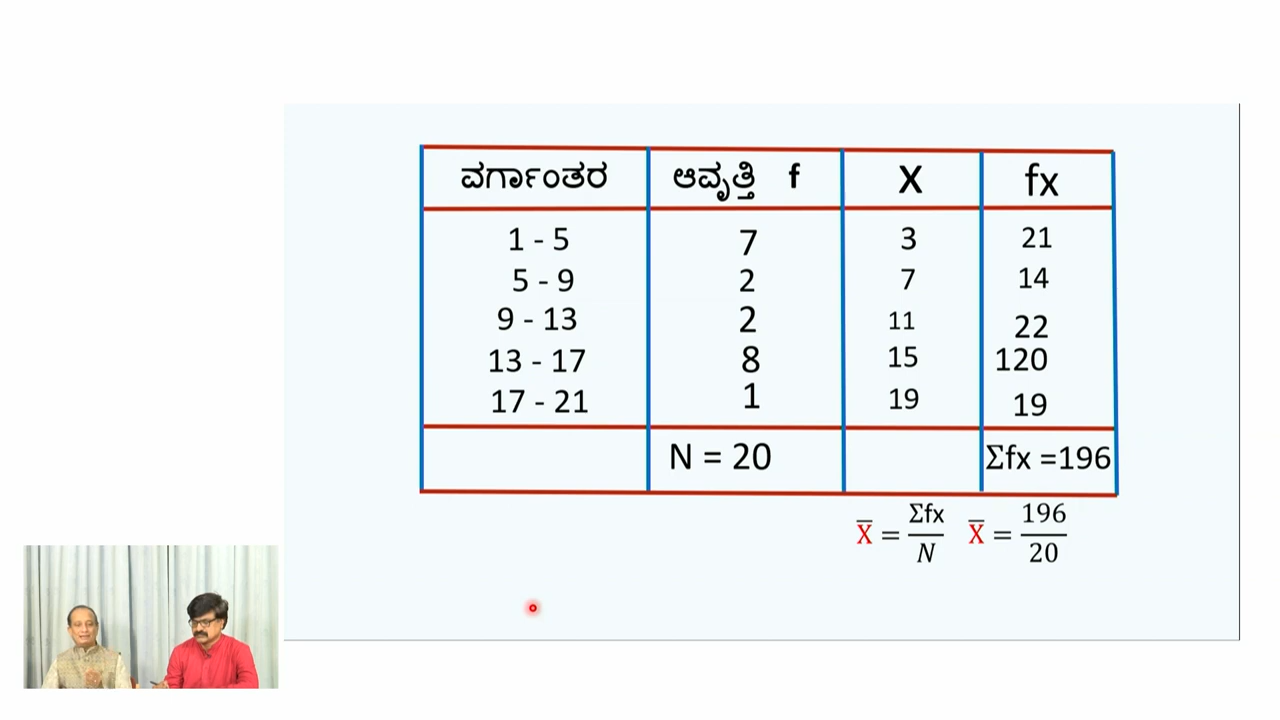 ವರ್ಗಾಂತರ ಆವೃತ್ತಿ f X fx
1 - 5 7 3 21
5 - 9 2 7 14
9 - 13 2 11 22
13 - 17 8 15 120
17 - 21 1 19 19
N = 20 Σfx =196
X̅ = Σfx/N X̅ = 196/20